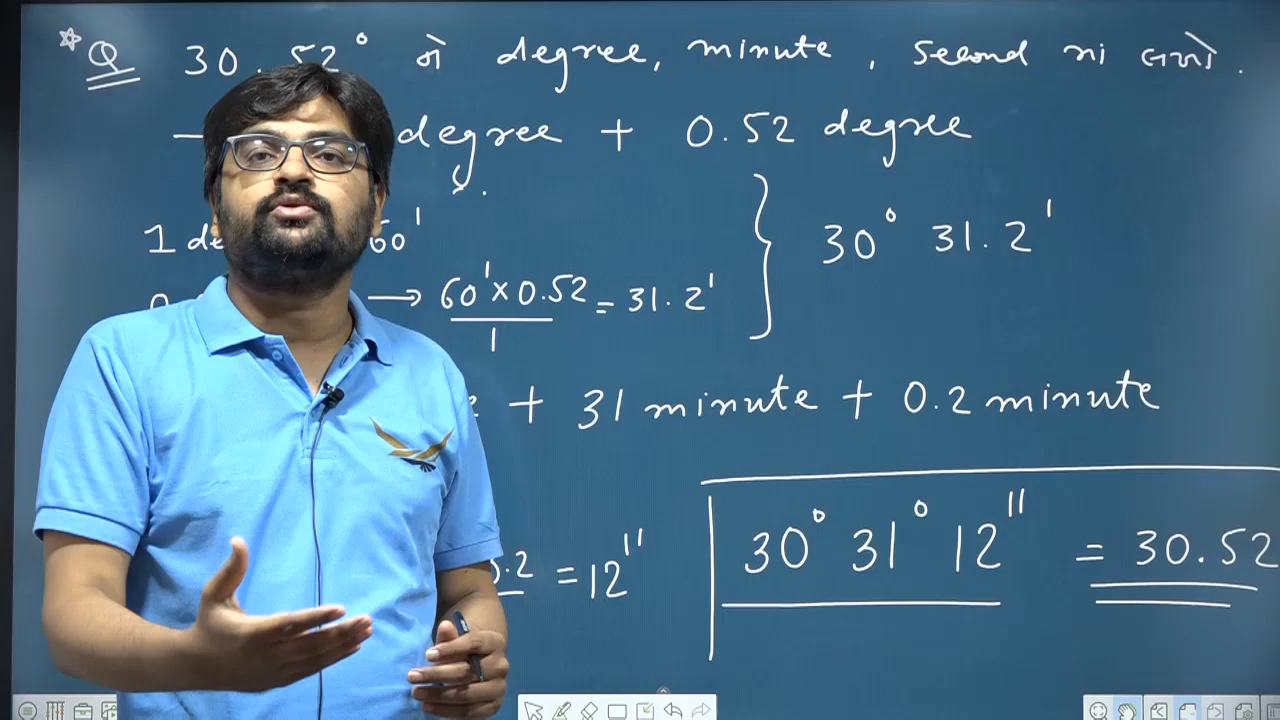 * Q 30.52° ને degree, minute, second માં લખો.
degree + 0.52 degree
1 de 60'
→ 60' × 0.52 / 1 = 31.2' } 30° 31.2'
+ 31 minute + 0.2 minute
.2 = 12" 30° 31° 12" = 30.52